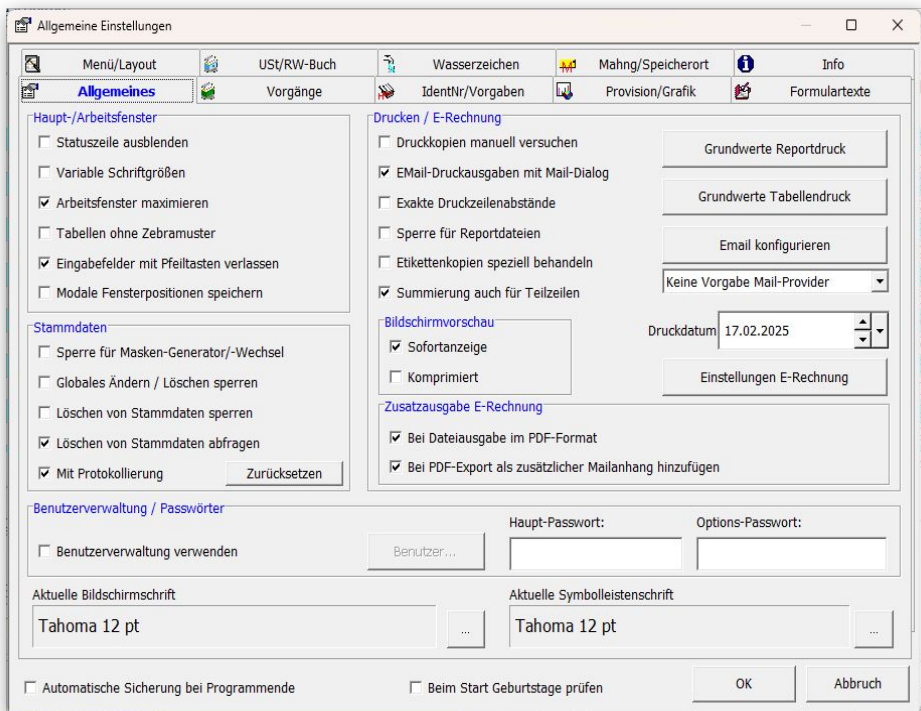 Allgemeine Einstellungen
Menü/Layout
USt/RW-Buch
Wasserzeichen
Mahng/Speicherort
Info
Allgemeines
Vorgänge
IdentNr/Vorgaben
Provision/Grafik
Formulartexte
Haupt-/Arbeitsfenster
Statuszeile ausblenden
Variable Schriftgrößen
Arbeitsfenster maximieren
Tabellen ohne Zebramuster
Eingabefelder mit Pfeiltasten verlassen
Modale Fensterpositionen speichern
Stammdaten
Sperre für Masken-Generator/-Wechsel
Globales Ändern / Löschen sperren
Löschen von Stammdaten sperren
Löschen von Stammdaten abfragen
Mit Protokollierung
Zurücksetzen
Drucken / E-Rechnung
Druckkopien manuell versuchen
EMail-Druckausgaben mit Mail-Dialog
Exakte Druckzeilenabstände
Sperre für Reportdateien
Etikettenkopien speziell behandeln
Summierung auch für Teilzeilen
Grundwerte Reportdruck
Grundwerte Tabellendruck
Email konfigurieren
Keine Vorgabe Mail-Provider
Bildschirmvorschau
Sofortanzeige
Komprimiert
Druckdatum
17.02.2025
Einstellungen E-Rechnung
Zusatzausgabe E-Rechnung
Bei Dateiausgabe im PDF-Format
Bei PDF-Export als zusätzlicher Mailanhang hinzufügen
Benutzerverwaltung / Passwörter
Benutzerverwaltung verwenden
Benutzer...
Haupt-Passwort:
Options-Passwort:
Aktuelle Bildschirmschrift
Tahoma 12 pt
...
Aktuelle Symbolleistenschrift
Tahoma 12 pt
...
Automatische Sicherung bei Programmende
Beim Start Geburtstage prüfen
OK
Abbruch